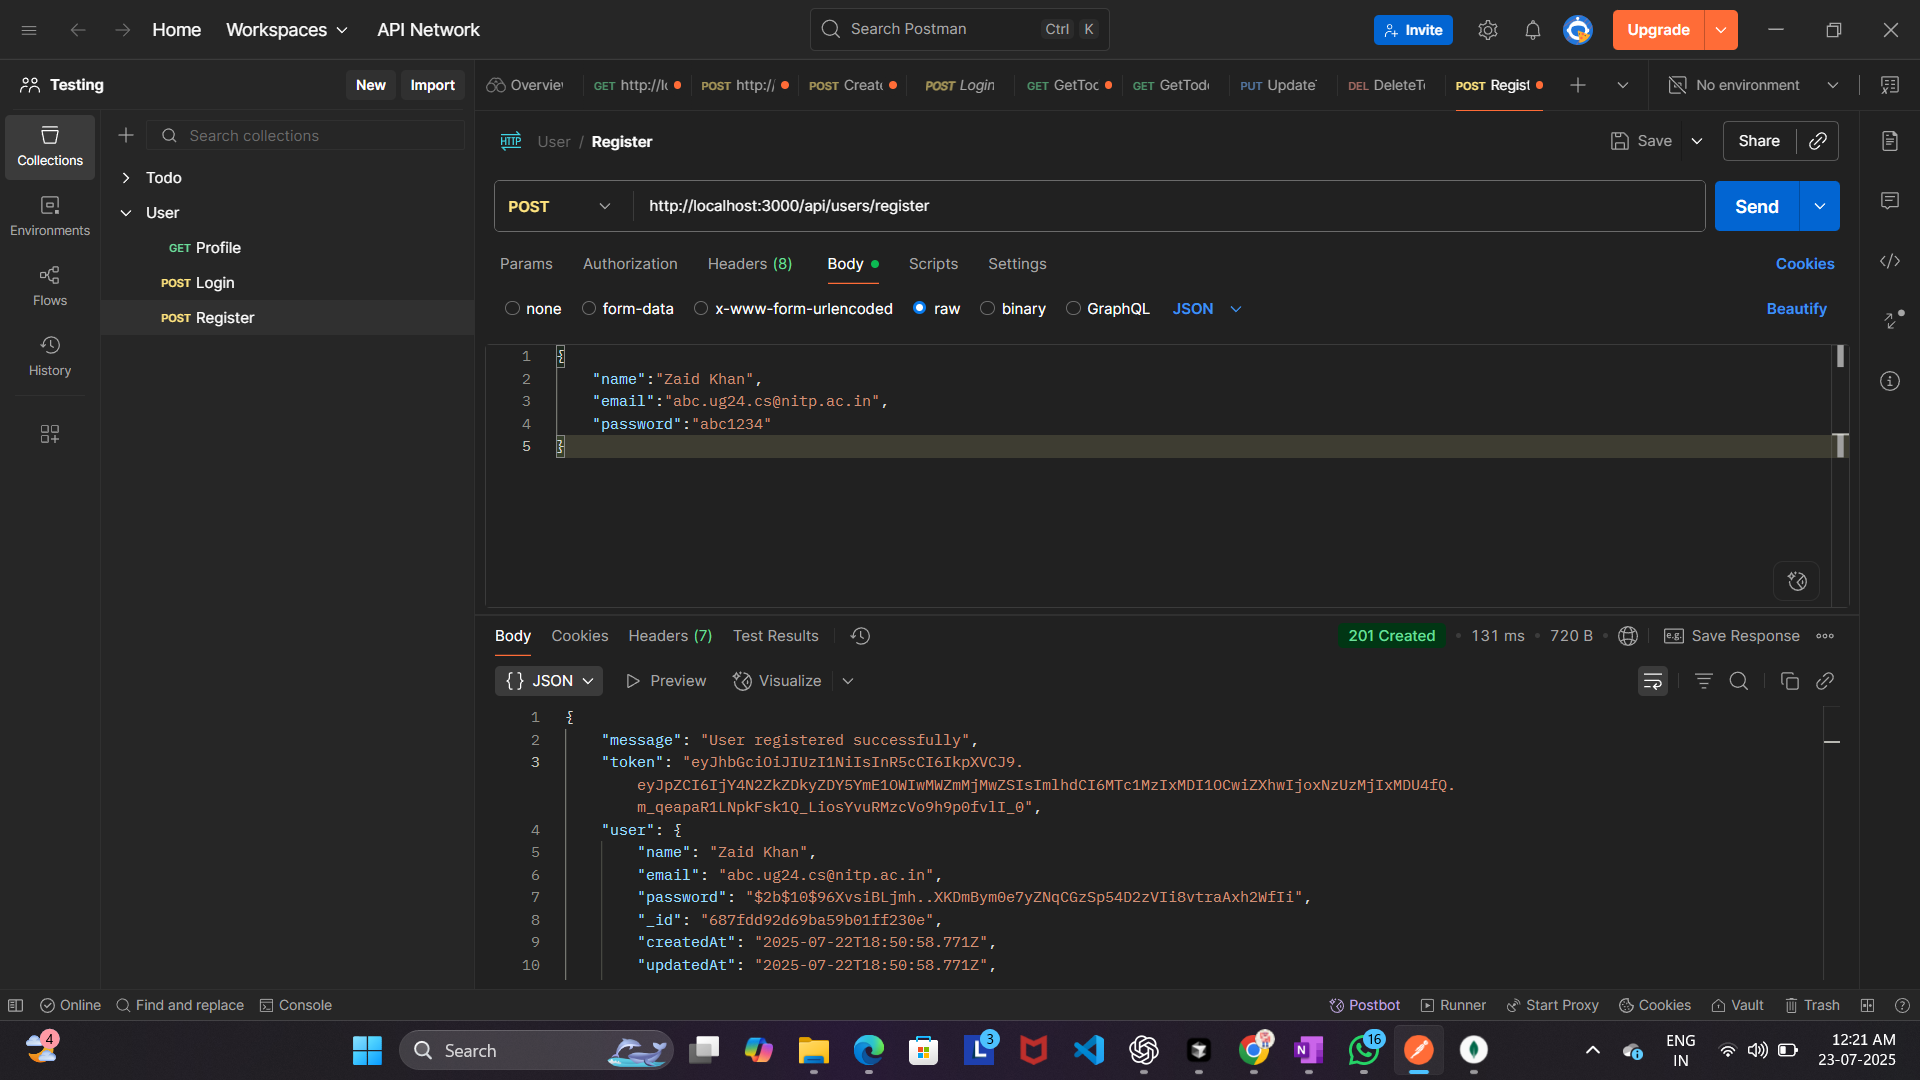 Home Workspaces API Network Search Postman Ctrl K Invite Upgrade
Testing New Import Overvie GET http://lc POST http:/ POST Create POST Login GET GetToc GET GetTod PUT Update DEL DeleteT POST Regist No environment
Collections
Environments
Flows
History
Search collections
Todo
User
GET Profile
POST Login
POST Register
HTTP User / Register Save Share
POST http://localhost:3000/api/users/register Send
Params Authorization Headers (8) Body Scripts Settings Cookies
none form-data x-www-form-urlencoded raw binary GraphQL JSON Beautify
1 {
2 "name":"Zaid Khan",
3 "email":"abc.ug24.cs@nitp.ac.in",
4 "password":"abc1234"
5 }
Body Cookies Headers (7) Test Results 201 Created • 131 ms • 720 B • e.g. Save Response
{} JSON Preview Visualize
1 {
2 "message": "User registered successfully",
3 "token": "eyJhbGciOiJIUzI1NiIsInR5cCI6IkpXVCJ9.
eyJpZCI6IjY4N2ZkZDkyZDY5YmE1OWIwMWZmMjMwZSIsImlhdCI6MTc1MzIxMDI1OCwiZXhwIjoxNzUzMjIxMDU4fQ.
m_qeapaR1LNpkFsk1Q_LiosYvuRMzcVo9h9p0fvlI_0",
4 "user": {
5 "name": "Zaid Khan",
6 "email": "abc.ug24.cs@nitp.ac.in",
7 "password": "$2b$10$96XvsiBLjmh..XKDmBym0e7yZNqCGzSp54D2zVIi8vtraAxh2WfIi",
8 "_id": "687fdd92d69ba59b01ff230e",
9 "createdAt": "2025-07-22T18:50:58.771Z",
10 "updatedAt": "2025-07-22T18:50:58.771Z",
Online Find and replace Console Postbot Runner Start Proxy Cookies Vault Trash
4 Search L 3 N 16 ENG 12:21 AM
IN 23-07-2025